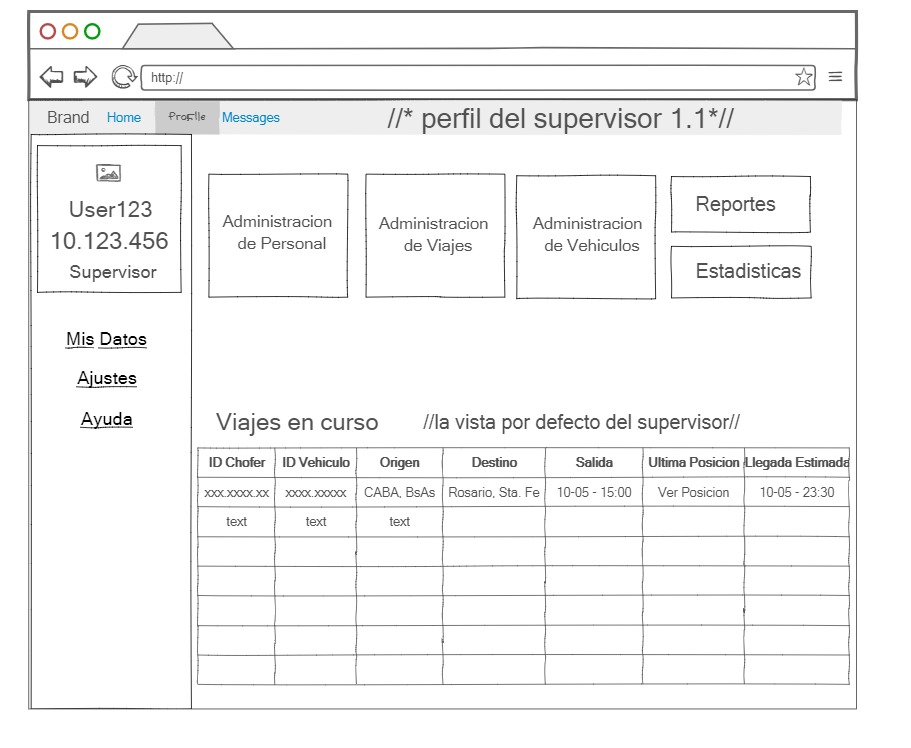 http://
Brand Home Profile Messages //* perfil del supervisor 1.1*//
User123
10.123.456
Supervisor
Mis Datos
Ajustes
Ayuda
Administracion
de Personal
Administracion
de Viajes
Administracion
de Vehiculos
Reportes
Estadisticas
Viajes en curso //la vista por defecto del supervisor//
ID Chofer ID Vehiculo Origen Destino Salida Ultima Posicion Llegada Estimada
xxx.xxxx.xx xxxx.xxxxx CABA, BsAs Rosario, Sta. Fe 10-05 - 15:00 Ver Posicion 10-05 - 23:30
text text text